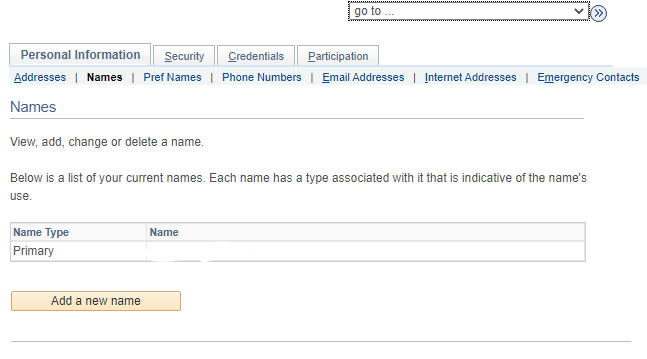 go to ...
Personal Information Security Credentials Participation
Addresses | Names | Pref Names | Phone Numbers | Email Addresses | Internet Addresses | Emergency Contacts
Names
View, add, change or delete a name.
Below is a list of your current names. Each name has a type associated with it that is indicative of the name's
use.
Name Type Name
Primary
Add a new name